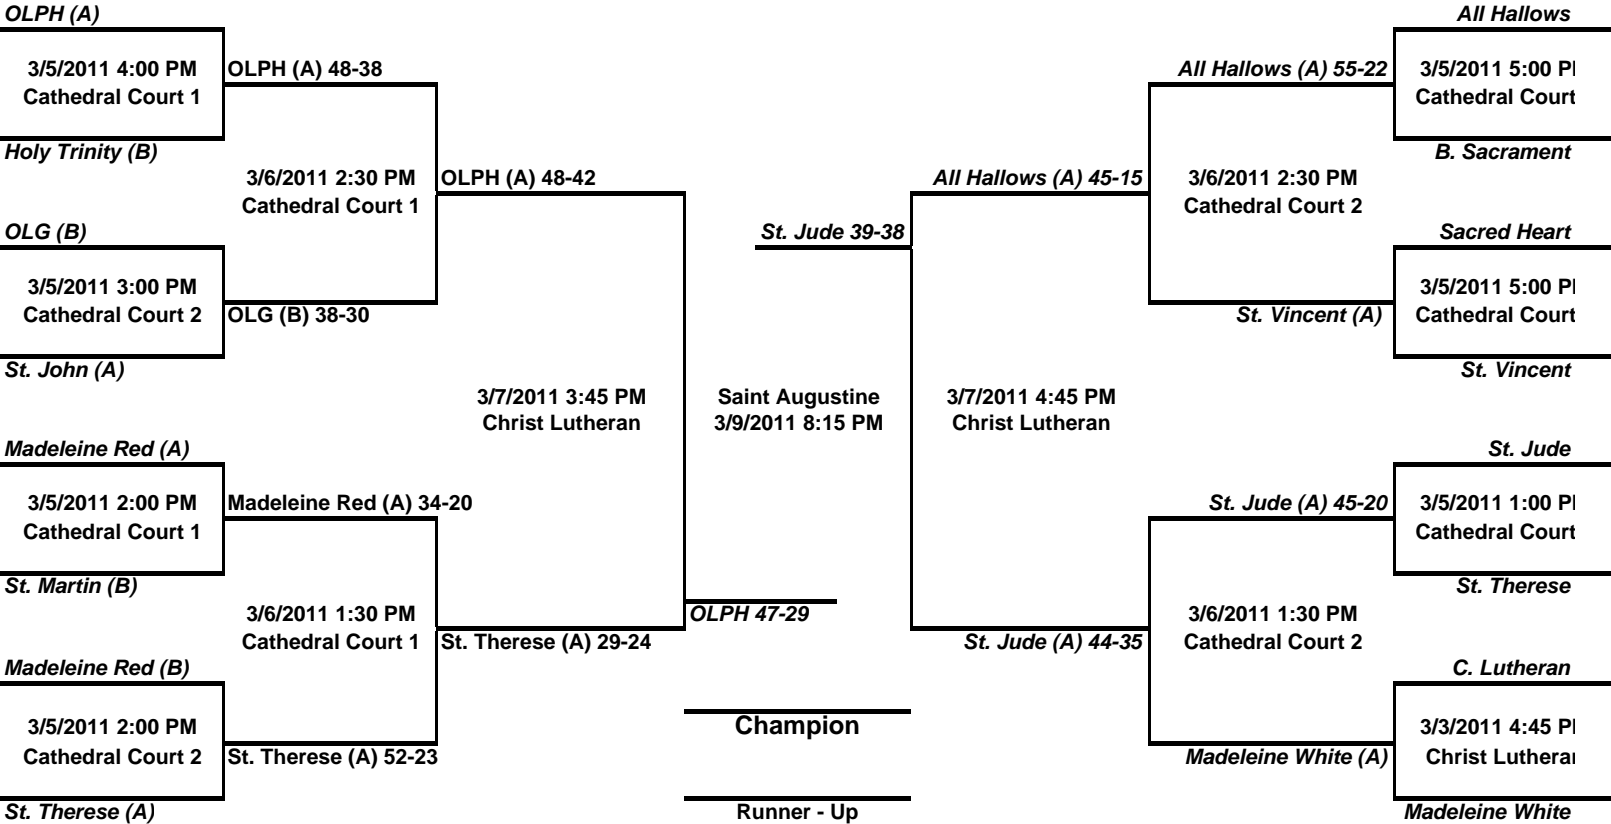 OLPH (A)
3/5/2011 4:00 PM
Cathedral Court 1
Holy Trinity (B)
OLPH (A) 48-38
OLG (B)
3/5/2011 3:00 PM
Cathedral Court 2
St. John (A)
OLG (B) 38-30
3/6/2011 2:30 PM
Cathedral Court 1
OLPH (A) 48-42
Madeleine Red (A)
3/5/2011 2:00 PM
Cathedral Court 1
St. Martin (B)
Madeleine Red (A) 34-20
Madeleine Red (B)
3/5/2011 2:00 PM
Cathedral Court 2
St. Therese (A)
St. Therese (A) 52-23
3/6/2011 1:30 PM
Cathedral Court 1
St. Therese (A) 29-24
3/7/2011 3:45 PM
Christ Lutheran
OLPH 47-29
Saint Augustine
3/9/2011 8:15 PM
Champion
Runner - Up
St. Jude 39-38
3/7/2011 4:45 PM
Christ Lutheran
All Hallows (A) 45-15
3/6/2011 2:30 PM
Cathedral Court 2
All Hallows (A) 55-22
All Hallows
3/5/2011 5:00 P
Cathedral Court
B. Sacrament
St. Vincent (A)
Sacred Heart
3/5/2011 5:00 P
Cathedral Court
St. Vincent
St. Jude (A) 44-35
3/6/2011 1:30 PM
Cathedral Court 2
St. Jude (A) 45-20
St. Jude
3/5/2011 1:00 P
Cathedral Court
St. Therese
Madeleine White (A)
C. Lutheran
3/3/2011 4:45 P
Christ Luthera
Madeleine White